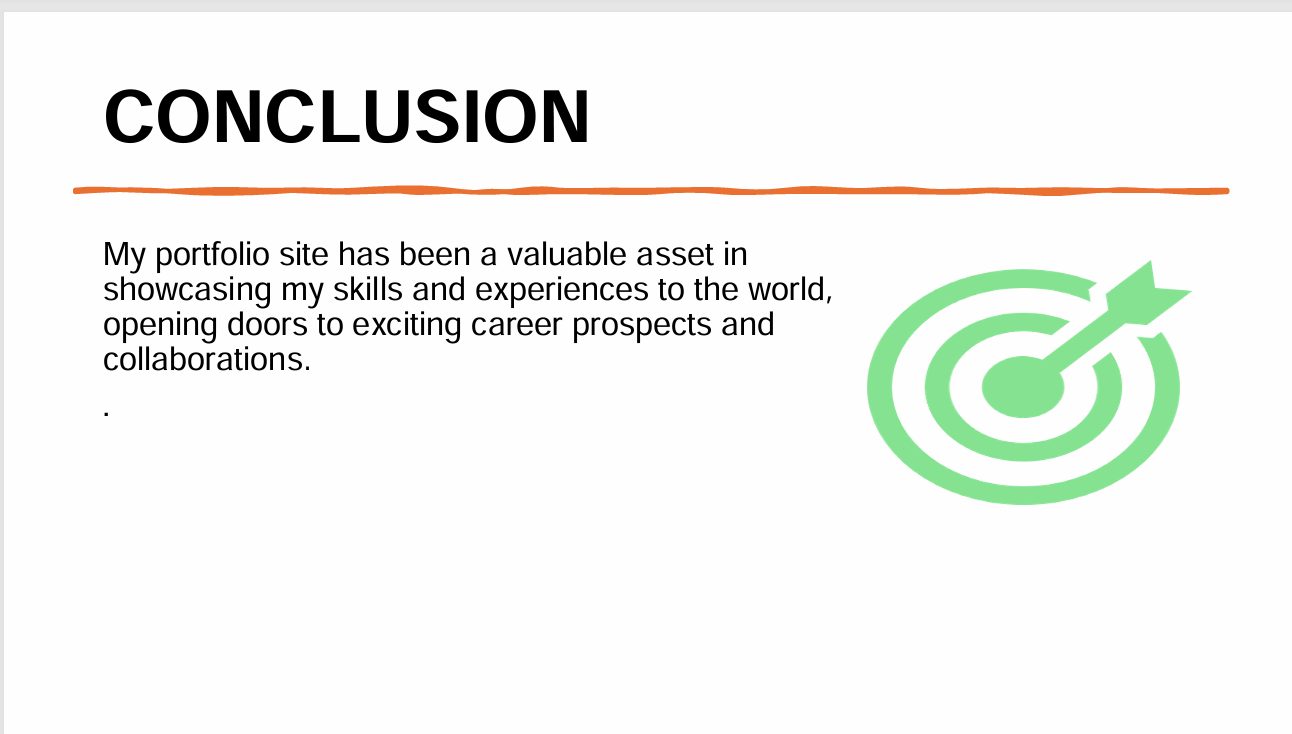 CONCLUSION
My portfolio site has been a valuable asset in
showcasing my skills and experiences to the world,
opening doors to exciting career prospects and
collaborations.
.